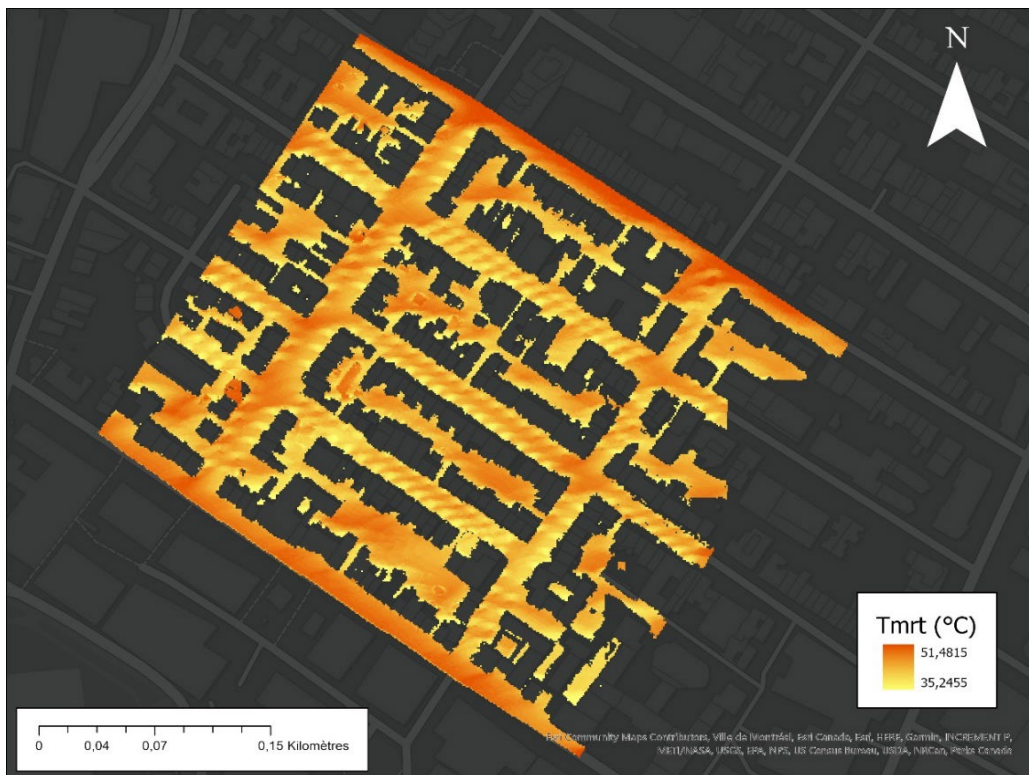 N
Tmrt (°C)
51,4815
35,2455
0 0,04 0,07 0,15 Kilomètres
Esri Community Maps Contributors, Ville de Montréal, Esri Canada, Esri, HERE, Garmin, INCREMENT P,
METI/NASA, USGS, EPA, NPS, US Census Bureau, USDA, NRCan, Parks Canada